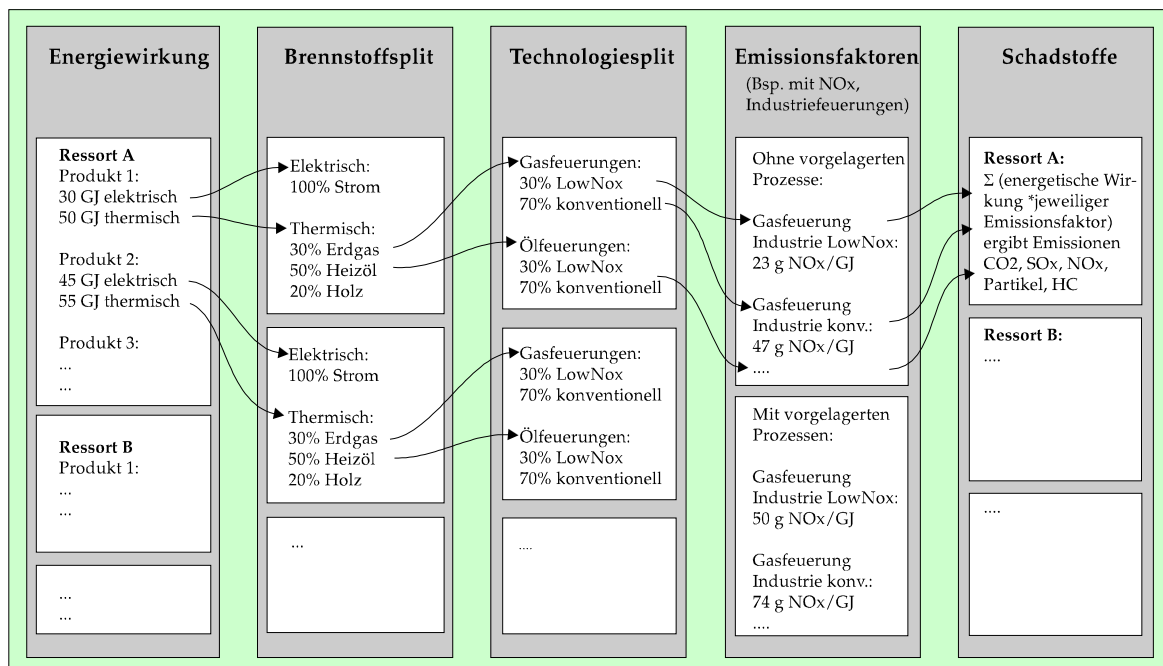 Energiewirkung
Ressort A
Produkt 1:
30 GJ elektrisch
50 GJ thermisch
Produkt 2:
45 GJ elektrisch
55 GJ thermisch
Produkt 3:
...
...
Ressort B
Produkt 1:
...
...
...
...
Brennstoffsplit
Elektrisch:
100% Strom
Thermisch:
30% Erdgas
50% Heizöl
20% Holz
Elektrisch:
100% Strom
Thermisch:
30% Erdgas
50% Heizöl
20% Holz
...
Technologiesplit
Gasfeuerungen:
30% LowNox
70% konventionell
Ölfeuerungen:
30% LowNox
70% konventionell
Gasfeuerungen:
30% LowNox
70% konventionell
Ölfeuerungen:
30% LowNox
70% konventionell
....
Emissionsfaktoren
(Bsp. mit NOx,
Industriefeuerungen)
Ohne vorgelagerten
Prozesse:
Gasfeuerung
Industrie LowNox:
23 g NOx/GJ
Gasfeuerung
Industrie konv.:
47 g NOx/GJ
....
Mit vorgelagerten
Prozessen:
Gasfeuerung
Industrie LowNox:
50 g NOx/GJ
Gasfeuerung
Industrie konv.:
74 g NOx/GJ
....
Schadstoffe
Ressort A:
Σ (energetische Wir-
kung *jeweiliger
Emissionsfaktor)
ergibt Emissionen
CO2, SOx, NOx,
Partikel, HC
Ressort B:
....
....